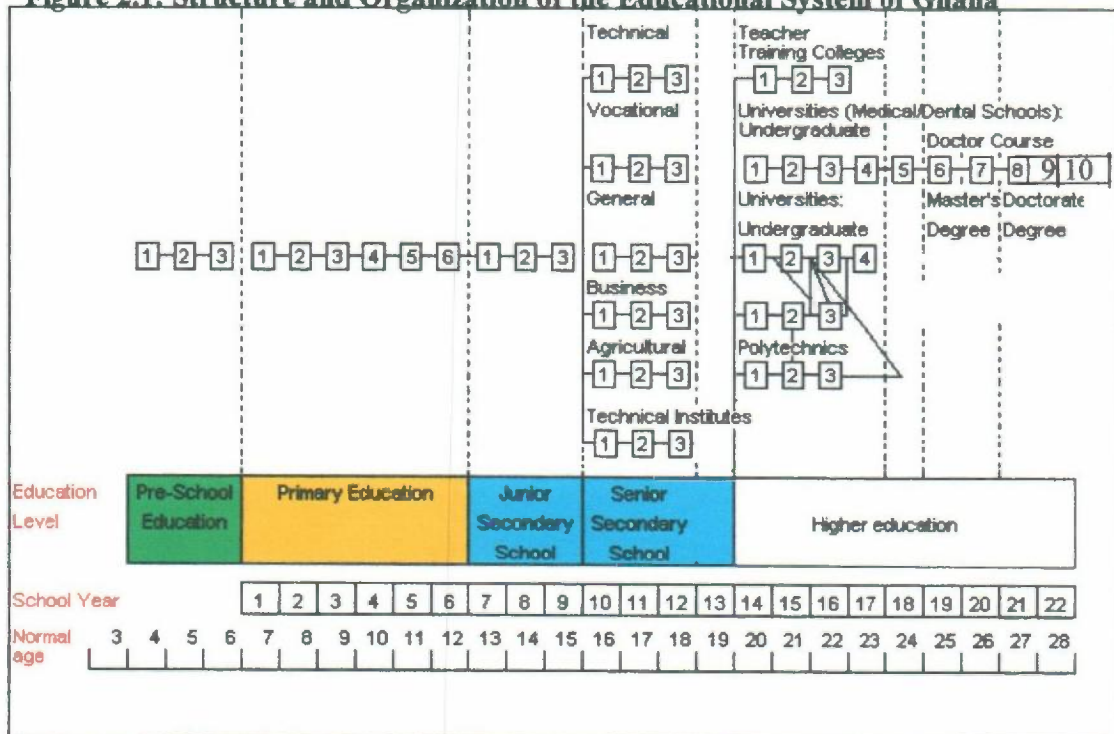 Figure 2.1: Structure and Organization of the Educational System of Ghana
Technical
Teacher
Training Colleges
1 2 3
1 2 3
Vocational
Universities (Medical/Dental Schools):
Undergraduate
Doctor Course
1 2 3
1 2 3 4 5 6 7 8 9 10
General
Universities:
Undergraduate
Master's Doctorate
Degree Degree
1 2 3 1 2 3 4 5 6 1 2 3 1 2 3 1 2 3 4
Business
1 2 3
1 2 3
Agricultural
Polytechnics
1 2 3
1 2 3
Technical Institutes
1 2 3
Education
Level
Pre-School
Education
Primary Education
Junior
Secondary
School
Senior
Secondary
School
Higher education
School Year
1 2 3 4 5 6 7 8 9 10 11 12 13 14 15 16 17 18 19 20 21 22
Normal
age
3 4 5 6 7 8 9 10 11 12 13 14 15 16 17 18 19 20 21 22 23 24 25 26 27 28